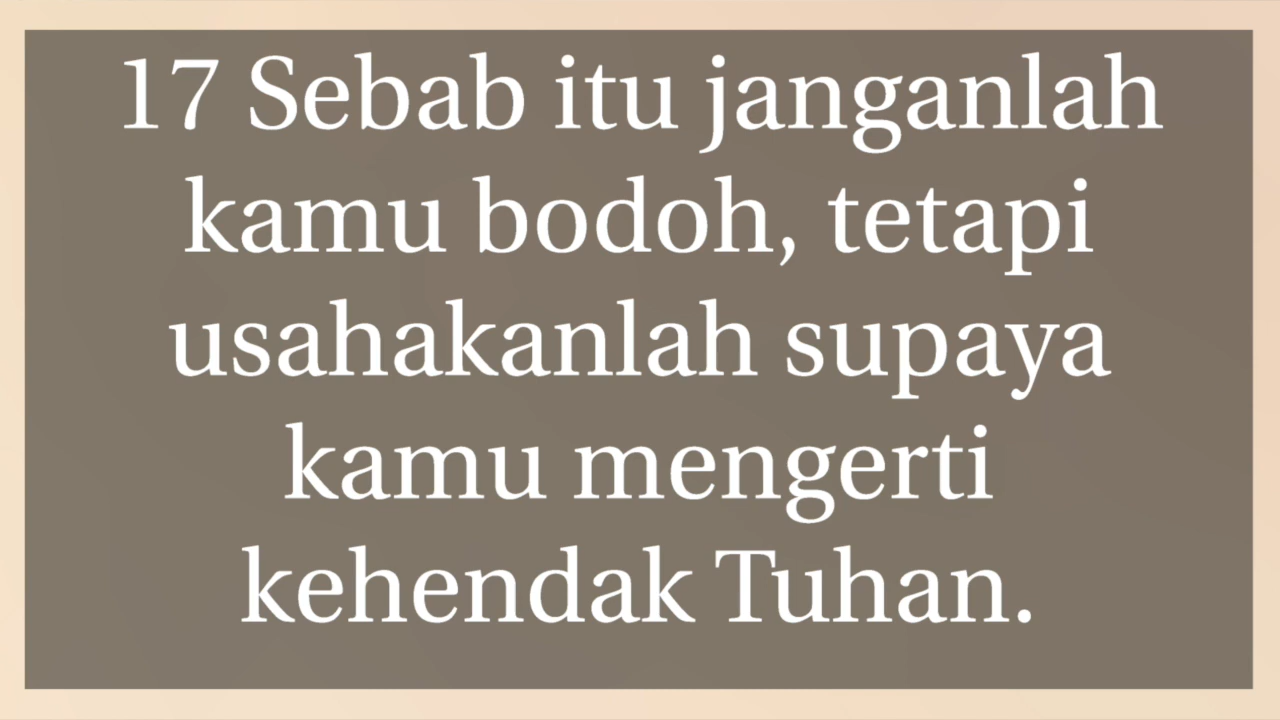 17 Sebab itu janganlah
kamu bodoh, tetapi
usahakanlah supaya
kamu mengerti
kehendak Tuhan.